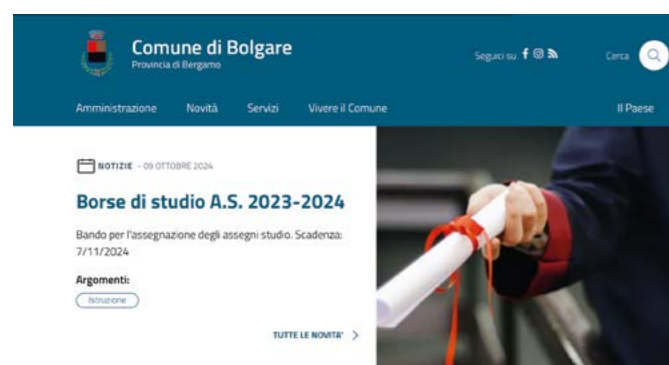 Comune di Bolgare
Provincia di Bergamo
Seguici su
Cerca
Amministrazione Novità Servizi Vivere il Comune Il Paese
NOTIZIE - 09 OTTOBRE 2024
Borse di studio A.S. 2023-2024
Bando per l'assegnazione degli assegni studio. Scadenza:
7/11/2024
Argomenti:
Istruzione
TUTTE LE NOVITA'